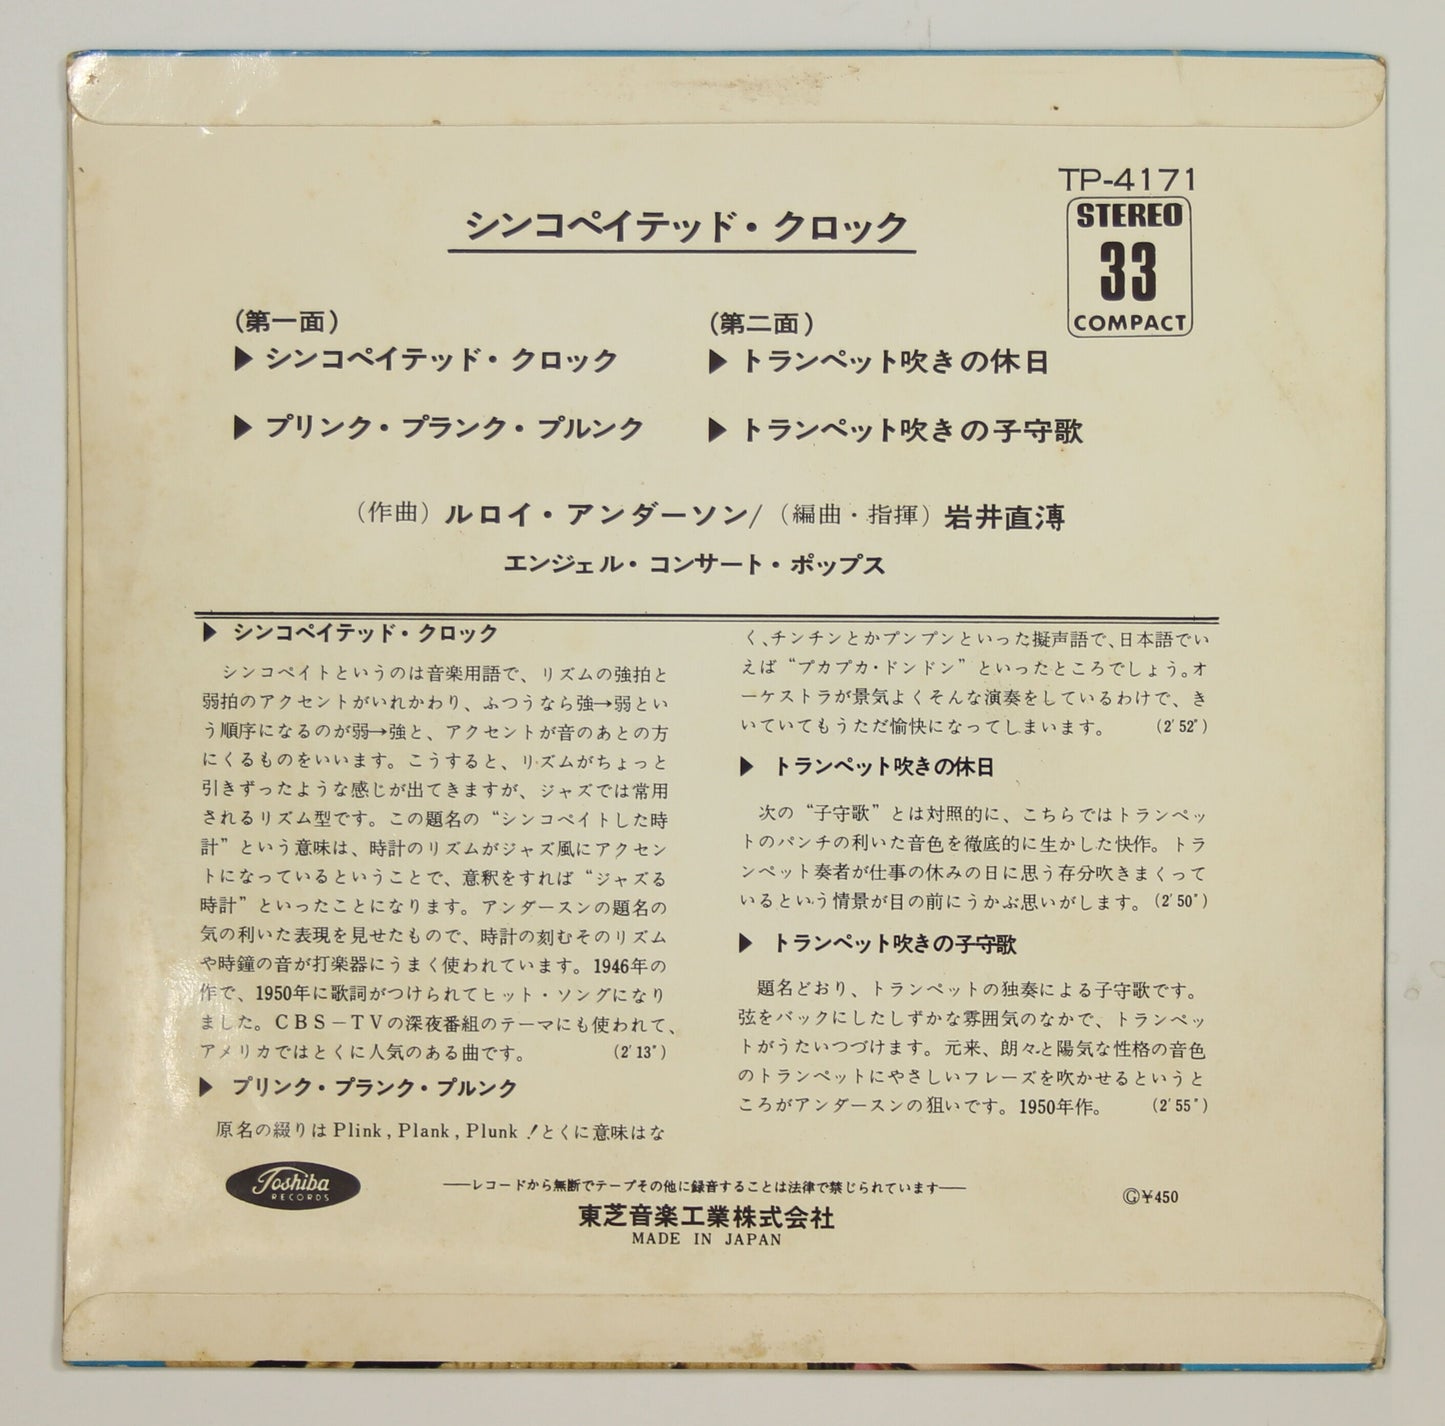 TP-4171
STEREO
33
COMPACT
シンコペイテッド・クロック
(第一面)
▶ シンコペイテッド・クロック
▶ プリンク・プランク・プルンク
(第二面)
▶ トランペット吹きの休日
▶ トランペット吹きの子守歌
(作曲) ルロイ・アンダーソン/(編曲・指揮) 岩井直溥
エンジェル・コンサート・ポップス
▶ シンコペイテッド・クロック
シンコペイトというのは音楽用語で、リズムの強拍と
弱拍のアクセントがいれかわり、ふつうなら強→弱とい
う順序になるのが弱→強と、アクセントが音のあとの方
にくるものをいいます。こうすると、リズムがちょっと
引きずったような感じが出てきますが、ジャズでは常用
されるリズム型です。この題名の“シンコペイトした時
計”という意味は、時計のリズムがジャズ風にアクセン
トになっているということで、意釈をすれば“ジャズる
時計”といったことになります。アンダースンの題名の
気の利いた表現を見せたもので、時計の刻むそのリズム
や時鐘の音が打楽器にうまく使われています。1946年の
作で、1950年に歌詞がつけられてヒット・ソングになり
ました。CBS－TVの深夜番組のテーマにも使われて、
アメリカではとくに人気のある曲です。 (2′13″)
▶ プリンク・プランク・プルンク
原名の綴りはPlink, Plank, Plunk！とくに意味はな
く、チンチンとかプンプンといった擬声語で、日本語でい
えば“プカプカ・ドンドン”といったところでしょう。オ
ーケストラが景気よくそんな演奏をしているわけで、き
いていてもうただ愉快になってしまいます。 (2′52″)
▶ トランペット吹きの休日
次の“子守歌”とは対照的に、こちらではトランペッ
トのパンチの利いた音色を徹底的に生かした快作。トラ
ンペット奏者が仕事の休みの日に思う存分吹きまくって
いるという情景が目の前にうかぶ思いがします。(2′50″)
▶ トランペット吹きの子守歌
題名どおり、トランペットの独奏による子守歌です。
弦をバックにしたしずかな雰囲気のなかで、トランペッ
トがうたいつづけます。元来、朗々と陽気な性格の音色
のトランペットにやさしいフレーズを吹かせるというと
ころがアンダースンの狙いです。1950年作。 (2′55″)
Toshiba
RECORDS
──レコードから無断でテープその他に録音することは法律で禁じられています──
東芝音楽工業株式会社
MADE IN JAPAN
Ⓖ¥450